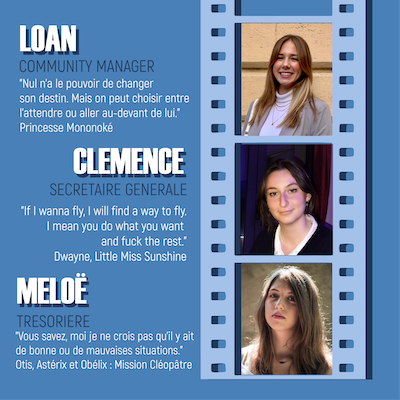 LOAN
COMMUNITY MANAGER
"Nul n'a le pouvoir de changer
son destin. Mais on peut choisir entre
l'attendre ou aller au-devant de lui."
Princesse Mononoké
CLEMENCE
SECRETAIRE GENERALE
"If I wanna fly, I will find a way to fly.
I mean you do what you want
and fuck the rest."
Dwayne, Little Miss Sunshine
MELOË
TRESORIERE
"Vous savez, moi je ne crois pas qu'il y ait
de bonne ou de mauvaises situations."
Otis, Astérix et Obélix : Mission Cléopâtre